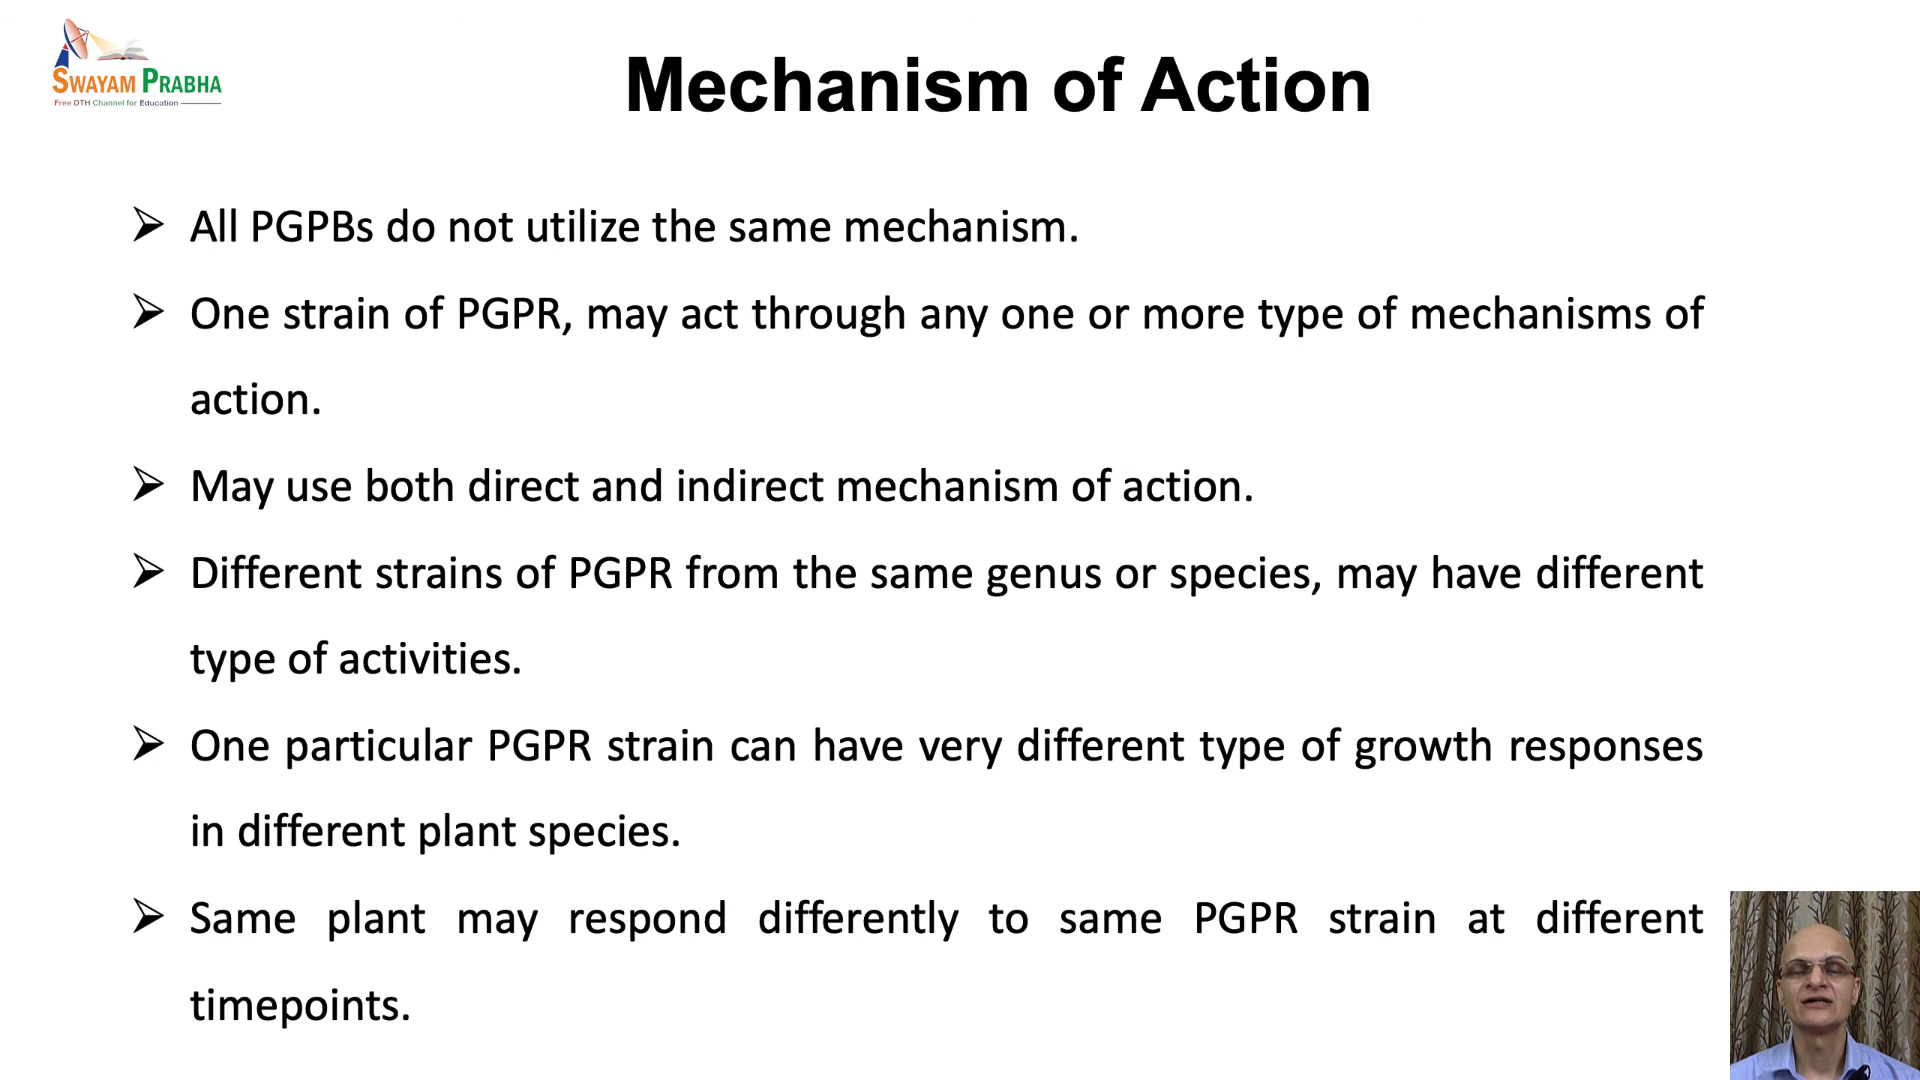 SWAYAM PRABHA
Free DTH Channel for Education
Mechanism of Action
All PGPBs do not utilize the same mechanism.
One strain of PGPR, may act through any one or more type of mechanisms of
action.
May use both direct and indirect mechanism of action.
Different strains of PGPR from the same genus or species, may have different
type of activities.
One particular PGPR strain can have very different type of growth responses
in different plant species.
Same plant may respond differently to same PGPR strain at different
timepoints.